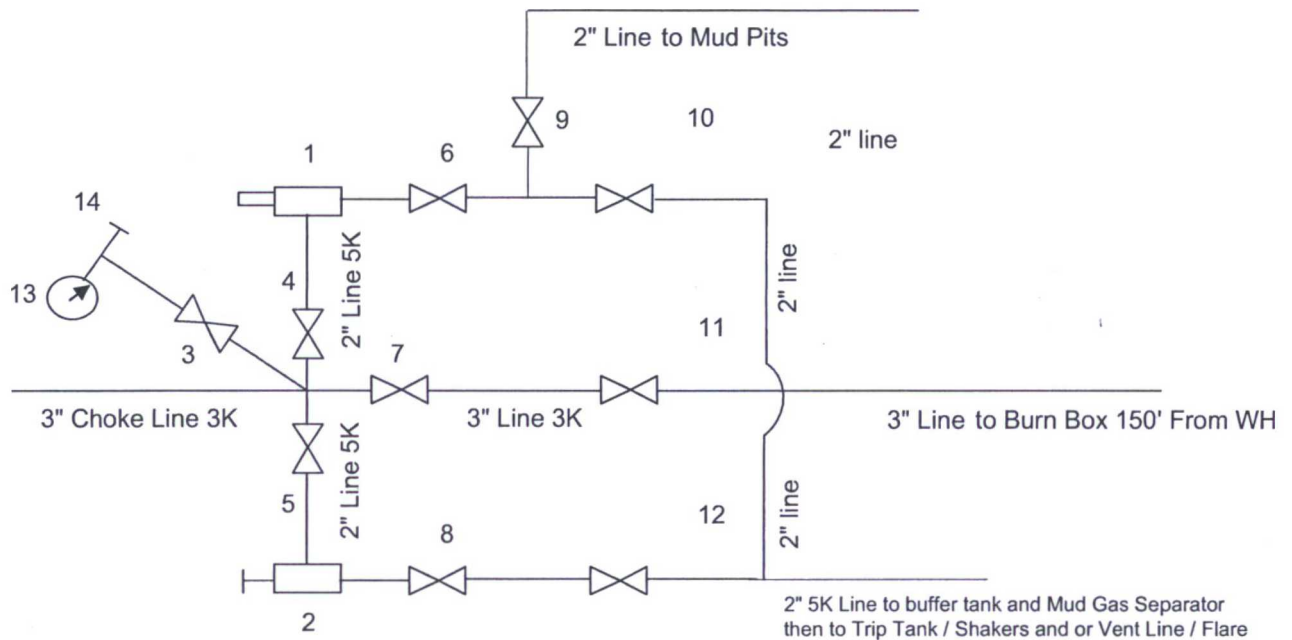 2" Line to Mud Pits
9
10
2" line
1
6
14
2" Line 5K
2" line
4
13
11
3
7
3" Choke Line 3K
3" Line 3K
3" Line to Burn Box 150' From WH
2" Line 5K
5
12
2" line
8
2
2" 5K Line to buffer tank and Mud Gas Separator
then to Trip Tank / Shakers and or Vent Line / Flare